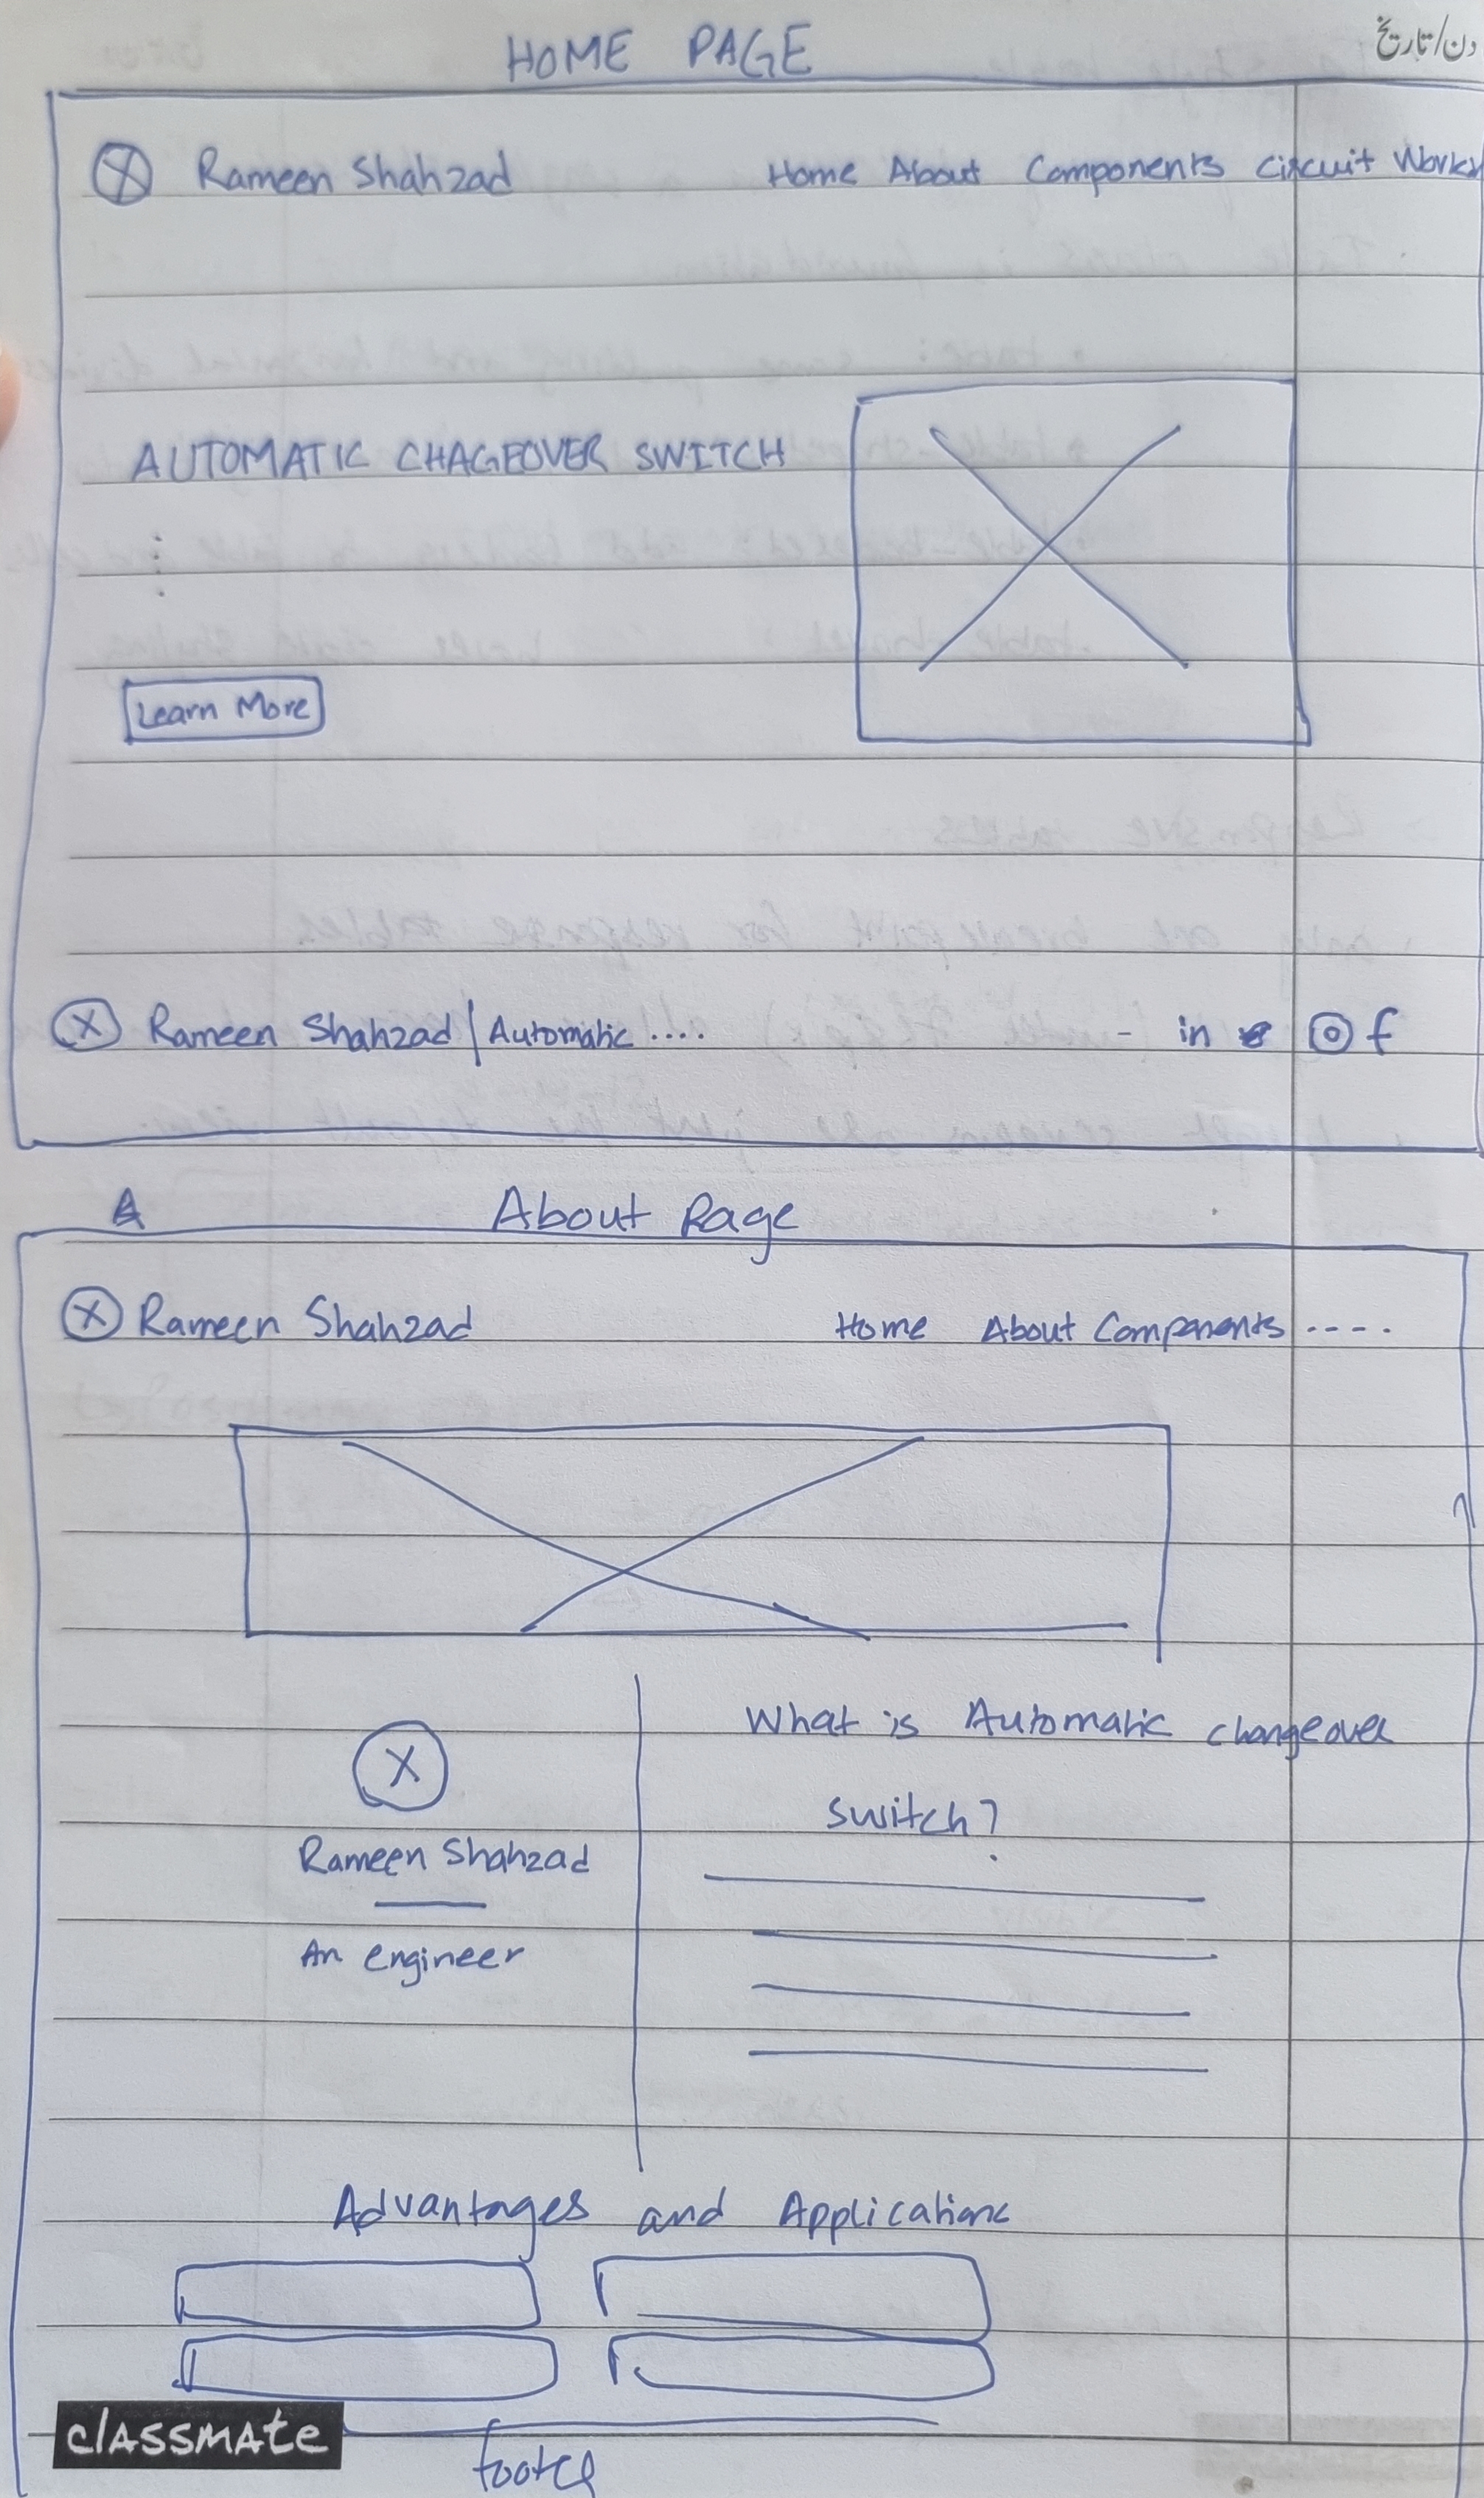 دن/تاریخ
HOME PAGE
X Rameen Shahzad Home About Components Circuit Work
AUTOMATIC CHAGEOVER SWITCH
Learn More
X Rameen Shahzad | Automatic .... - in f
About Page
X Rameen Shahzad Home About Components ----
X
Rameen Shahzad
An engineer
What is Automatic changeover
switch?
Advantages and Applications
footer
classmate